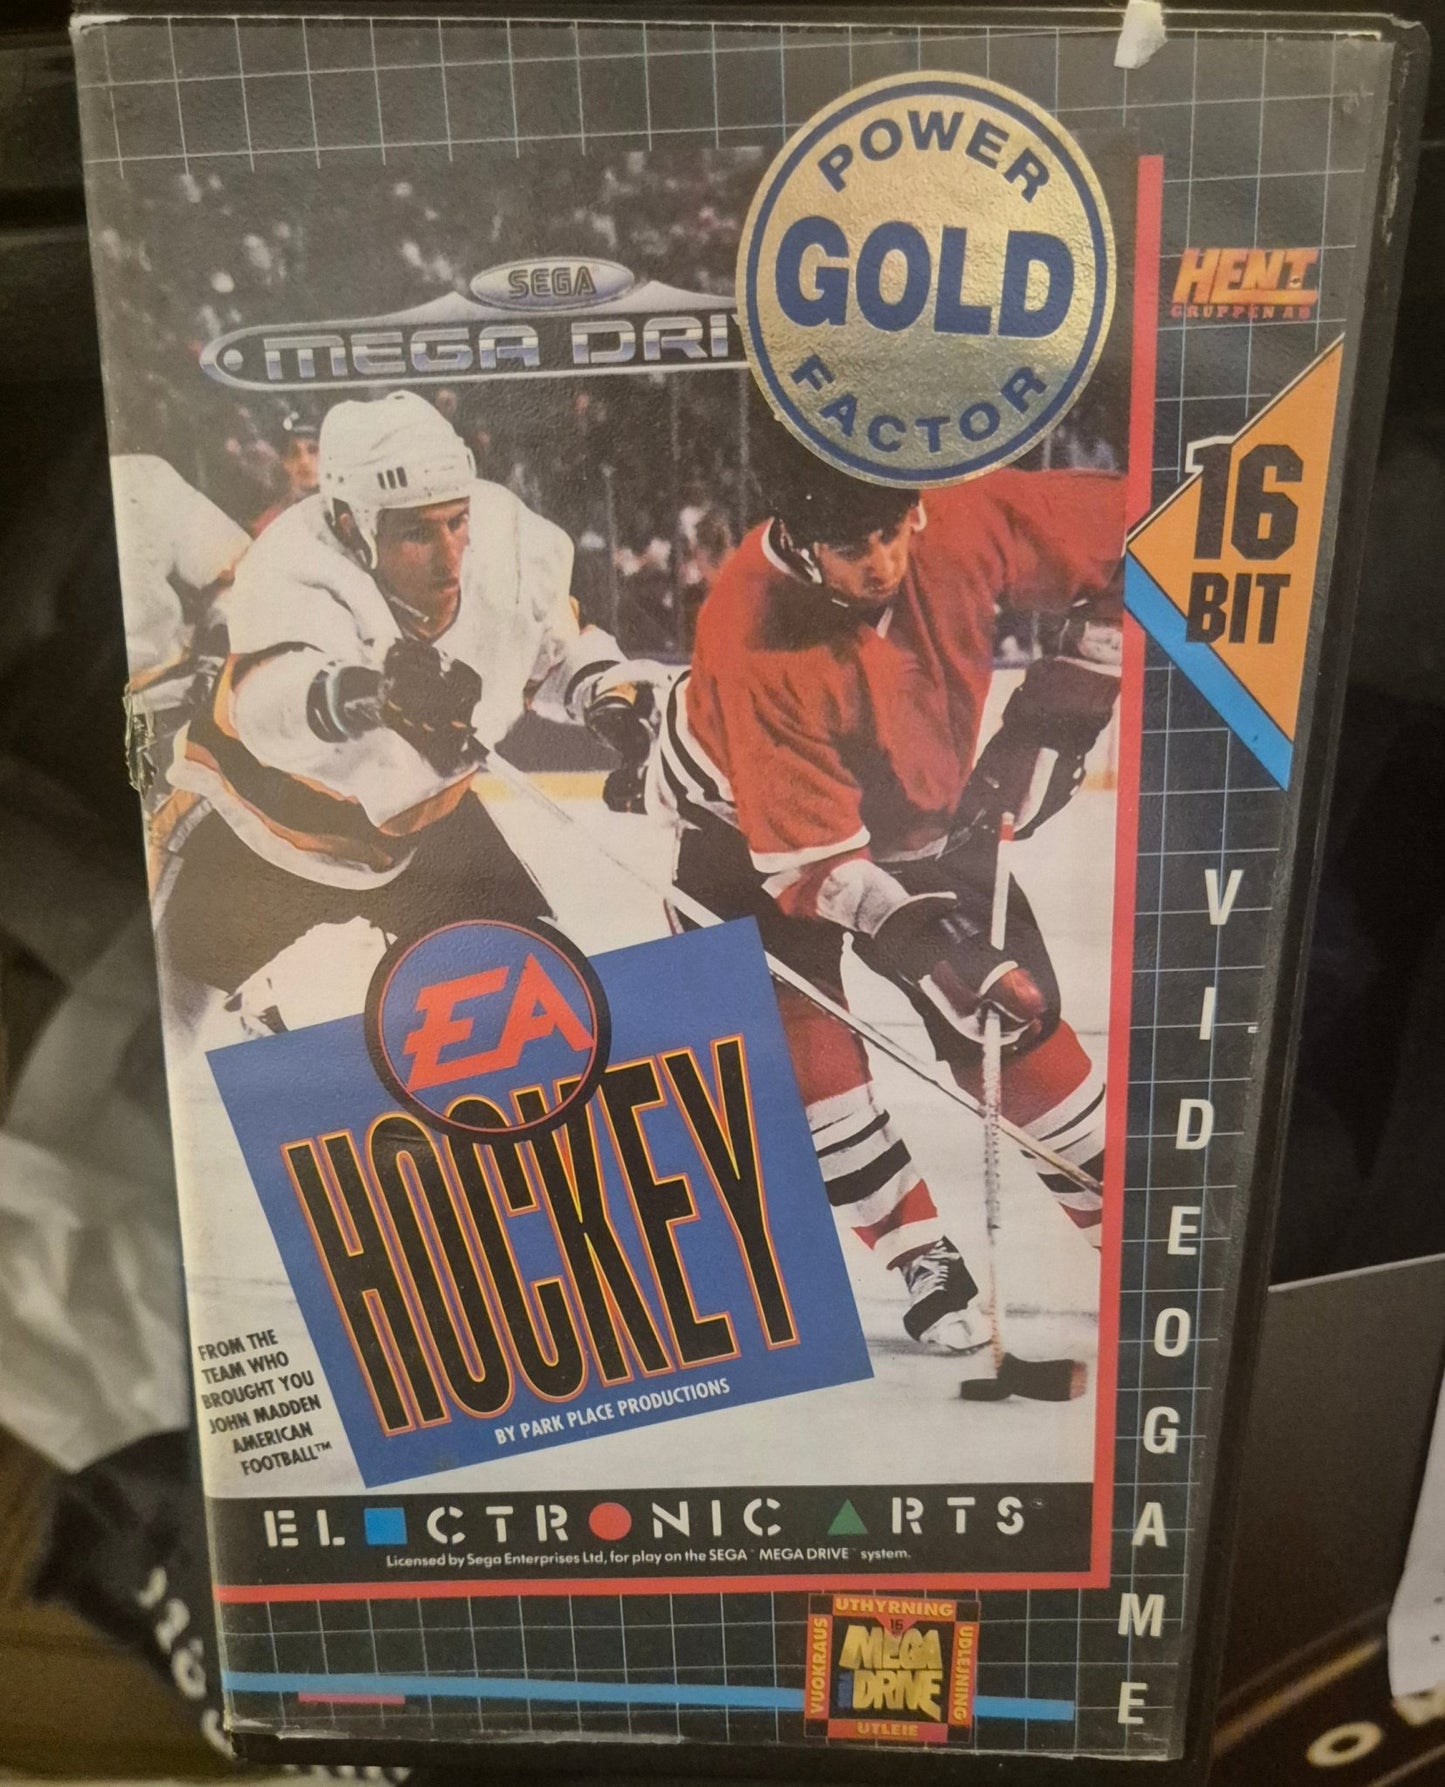 POWER
GOLD
FACTOR
SEGA
MEGA DRI
HENT
GRUPPEN AB
16
BIT
VIDEOGAME
EA
HOCKEY
BY PARK PLACE PRODUCTIONS
FROM THE
TEAM WHO
BROUGHT YOU
JOHN MADDEN
AMERICAN
FOOTBALL™
ELECTRONIC ARTS
Licensed by Sega Enterprises Ltd, for play on the SEGA™ MEGA DRIVE™ system.
UTHYRNING
VUOKRAUS
16
MEGA
DRIVE
UDLEJNING
UTLEIE